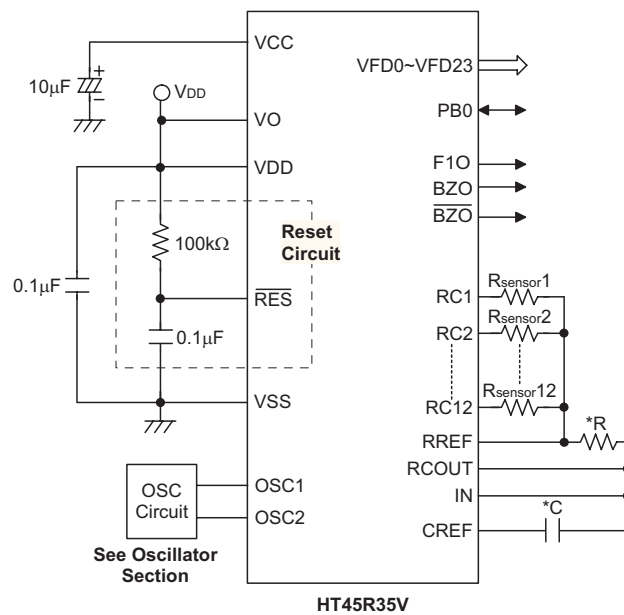 VCC
10μF
+
−
VDD
VO
VDD
Reset
Circuit
100kΩ
0.1μF
RES
0.1μF
VSS
OSC
Circuit
OSC1
OSC2
See Oscillator
Section
VFD0~VFD23
PB0
F1O
BZO
BZO
RC1
Rsensor1
RC2
Rsensor2
RC12
Rsensor12
RREF
*R
RCOUT
IN
CREF
*C
HT45R35V